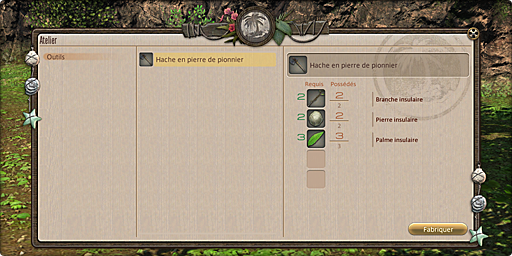 Atelier
Outils
Hache en pierre de pionnier
Hache en pierre de pionnier
Requis Possédés
2 2 2 Branche insulaire
2 2 2 Pierre insulaire
3 3 3 Palme insulaire
Fabriquer